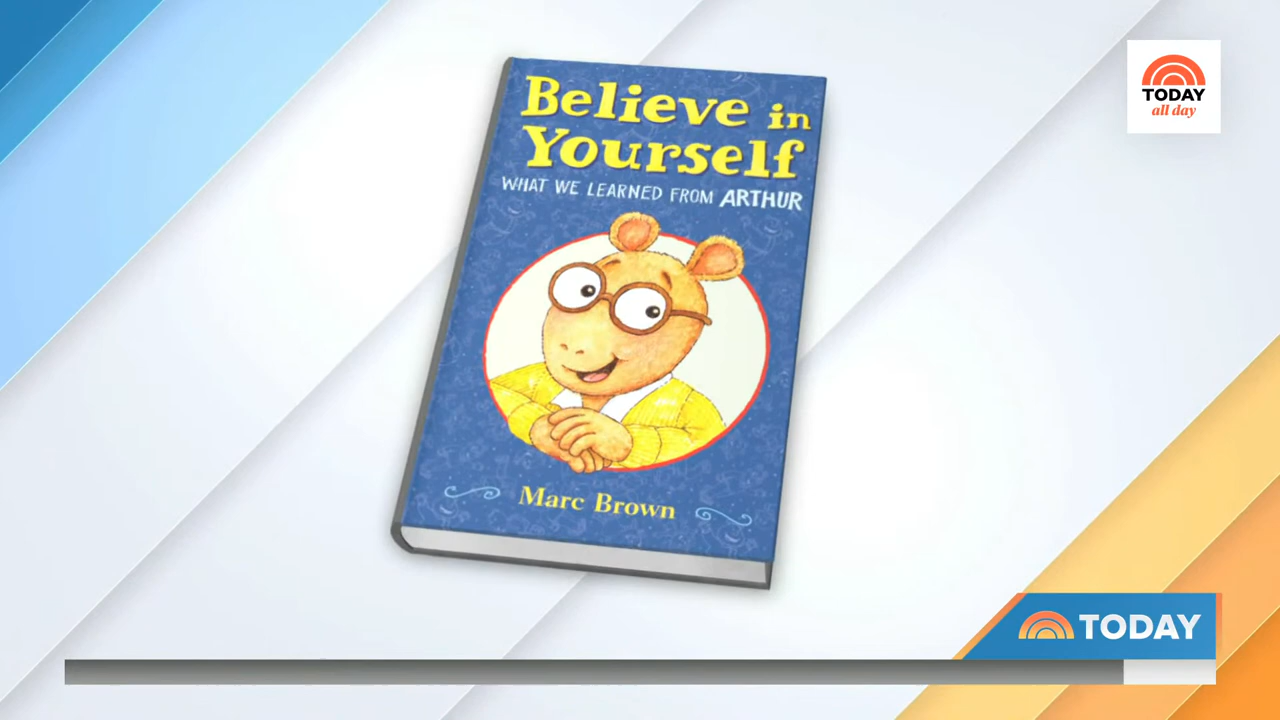 Believe in
Yourself
WHAT WE LEARNED FROM ARTHUR
Marc Brown
TODAY
all day
TODAY